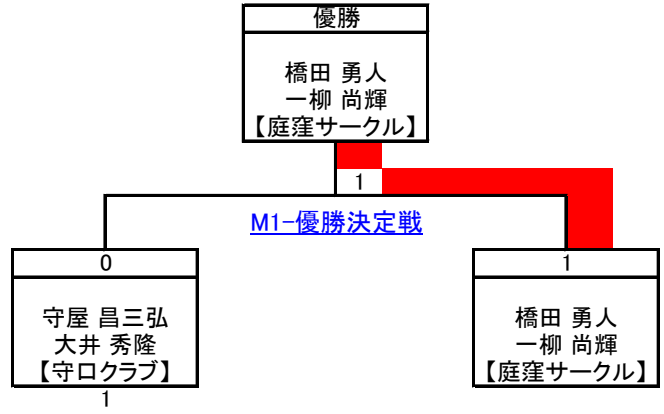 優勝
橋田 勇人
一柳 尚輝
【庭窪サークル】
1
M1-優勝決定戦
0
守屋 昌三弘
大井 秀隆
【守口クラブ】
1
1
橋田 勇人
一柳 尚輝
【庭窪サークル】